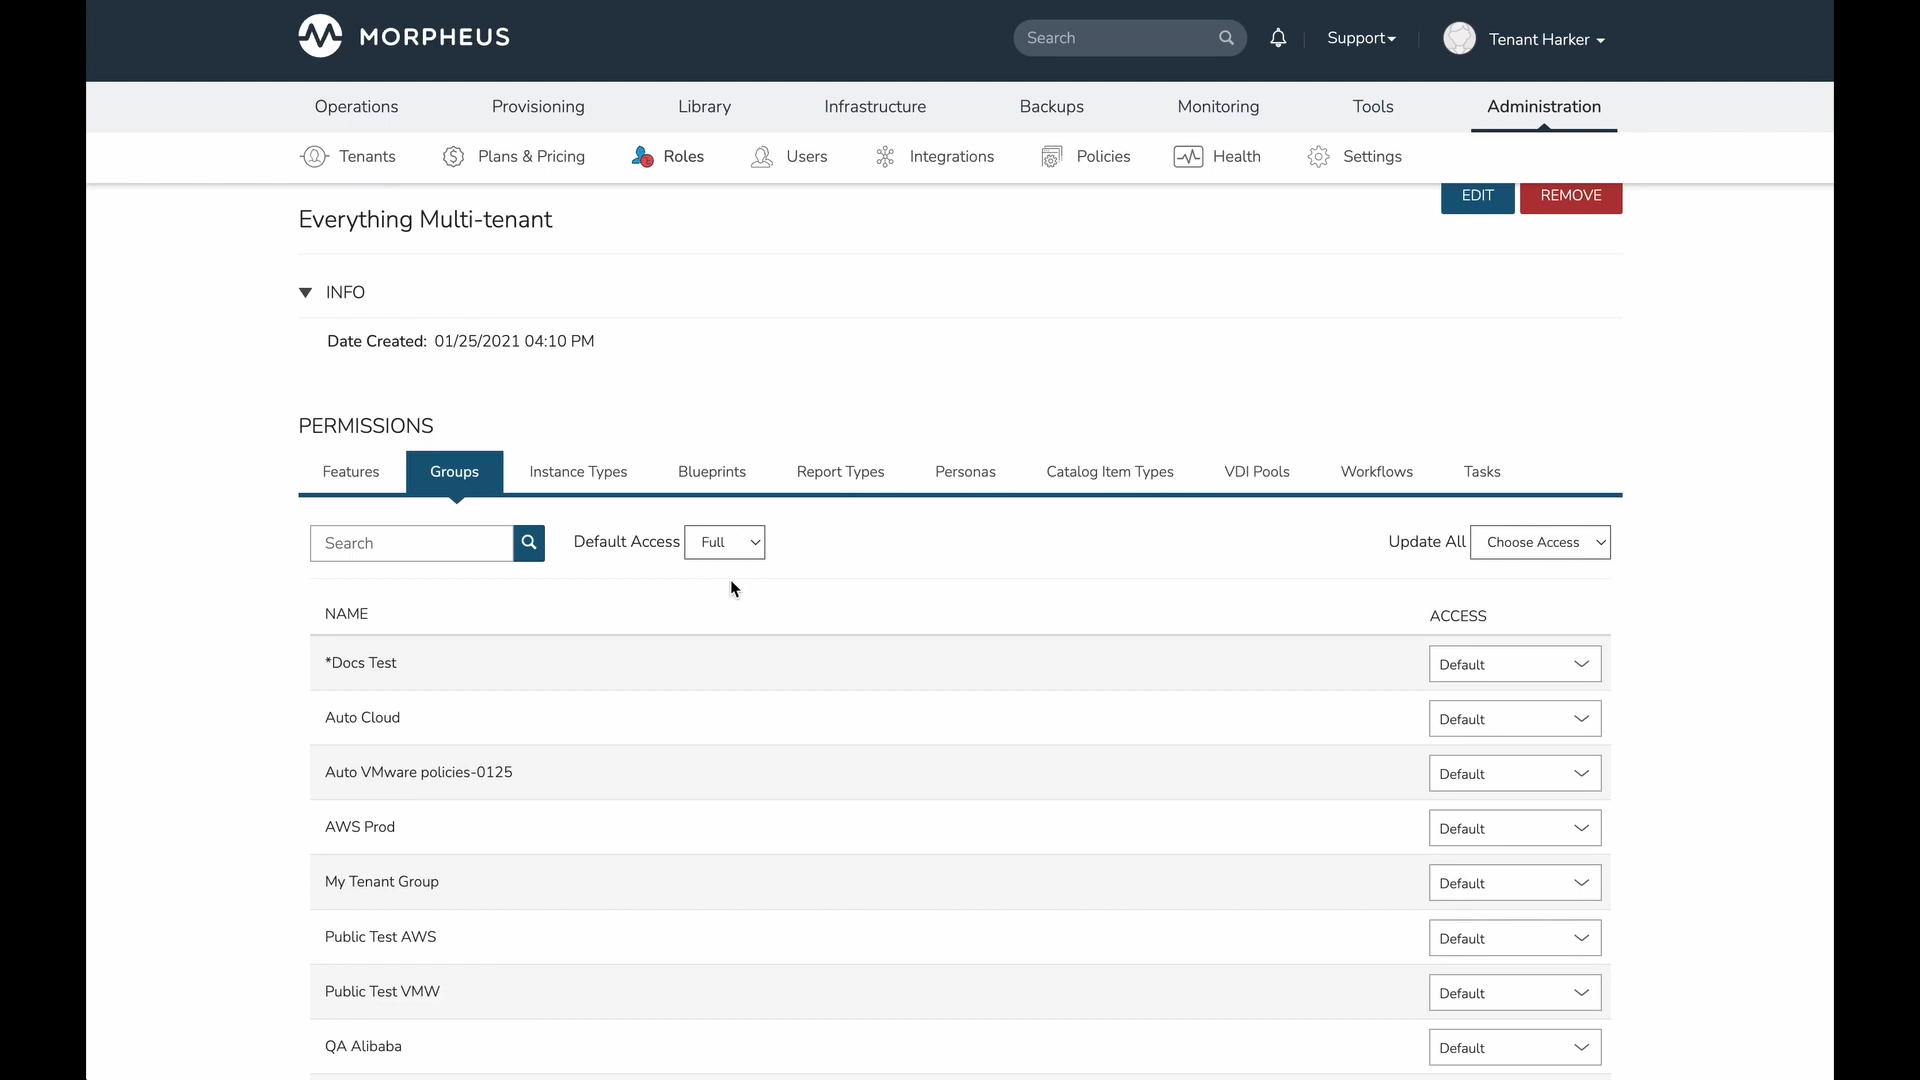 MORPHEUS
Search
Support
Tenant Harker
Operations
Provisioning
Library
Infrastructure
Backups
Monitoring
Tools
Administration
Tenants
Plans & Pricing
Roles
Users
Integrations
Policies
Health
Settings
EDIT
REMOVE
Everything Multi-tenant
INFO
Date Created: 01/25/2021 04:10 PM
PERMISSIONS
Features
Groups
Instance Types
Blueprints
Report Types
Personas
Catalog Item Types
VDI Pools
Workflows
Tasks
Search
Default Access
Full
Update All
Choose Access
NAME
ACCESS
*Docs Test
Default
Auto Cloud
Default
Auto VMware policies-0125
Default
AWS Prod
Default
My Tenant Group
Default
Public Test AWS
Default
Public Test VMW
Default
QA Alibaba
Default